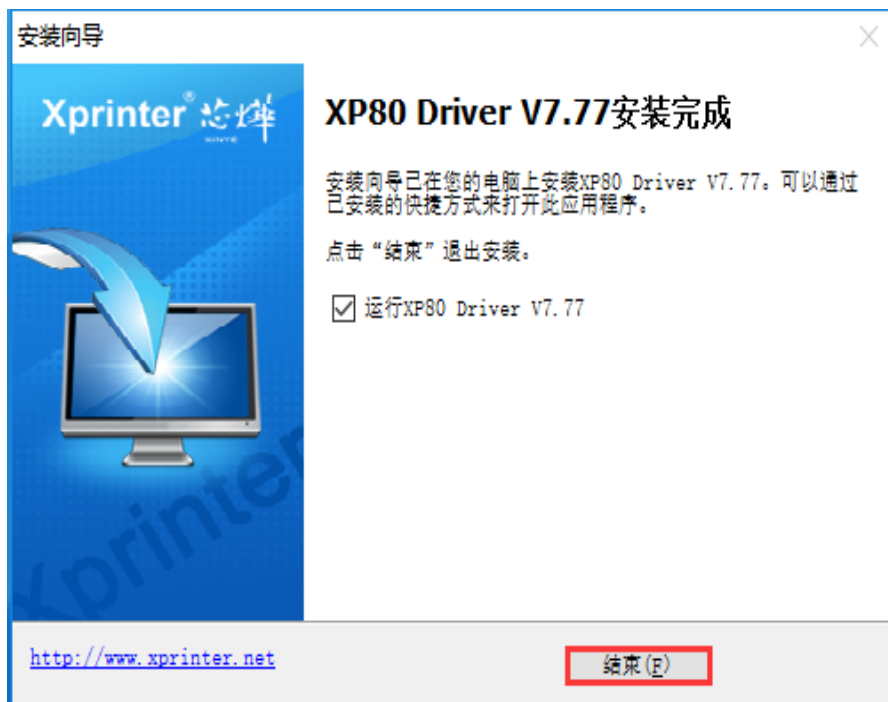 安装向导
Xprinter® 芯烨
XINYE
XP80 Driver V7.77安装完成
安装向导已在您的电脑上安装XP80 Driver V7.77。可以通过
已安装的快捷方式来打开此应用程序。
点击“结束”退出安装。
运行XP80 Driver V7.77
Xprinter
http://www.xprinter.net
结束(F)